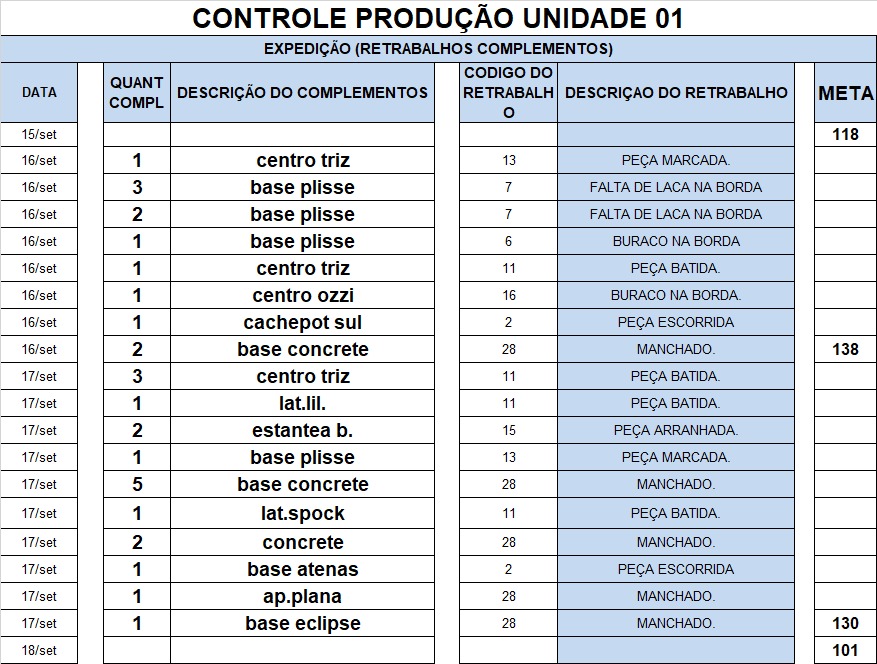 CONTROLE PRODUÇÃO UNIDADE 01
EXPEDIÇÃO (RETRABALHOS COMPLEMENTOS)
DATA QUANT COMPL DESCRIÇÃO DO COMPLEMENTOS CODIGO DO RETRABALHO DESCRIÇAO DO RETRABALHO META
15/set 118
16/set 1 centro triz 13 PEÇA MARCADA.
16/set 3 base plisse 7 FALTA DE LACA NA BORDA
16/set 2 base plisse 7 FALTA DE LACA NA BORDA
16/set 1 base plisse 6 BURACO NA BORDA
16/set 1 centro triz 11 PEÇA BATIDA.
16/set 1 centro ozzi 16 BURACO NA BORDA.
16/set 1 cachepot sul 2 PEÇA ESCORRIDA
16/set 2 base concrete 28 MANCHADO. 138
17/set 3 centro triz 11 PEÇA BATIDA.
17/set 1 lat.lil. 11 PEÇA BATIDA.
17/set 2 estantea b. 15 PEÇA ARRANHADA.
17/set 1 base plisse 13 PEÇA MARCADA.
17/set 5 base concrete 28 MANCHADO.
17/set 1 lat.spock 11 PEÇA BATIDA.
17/set 2 concrete 28 MANCHADO.
17/set 1 base atenas 2 PEÇA ESCORRIDA
17/set 1 ap.plana 28 MANCHADO.
17/set 1 base eclipse 28 MANCHADO. 130
18/set 101